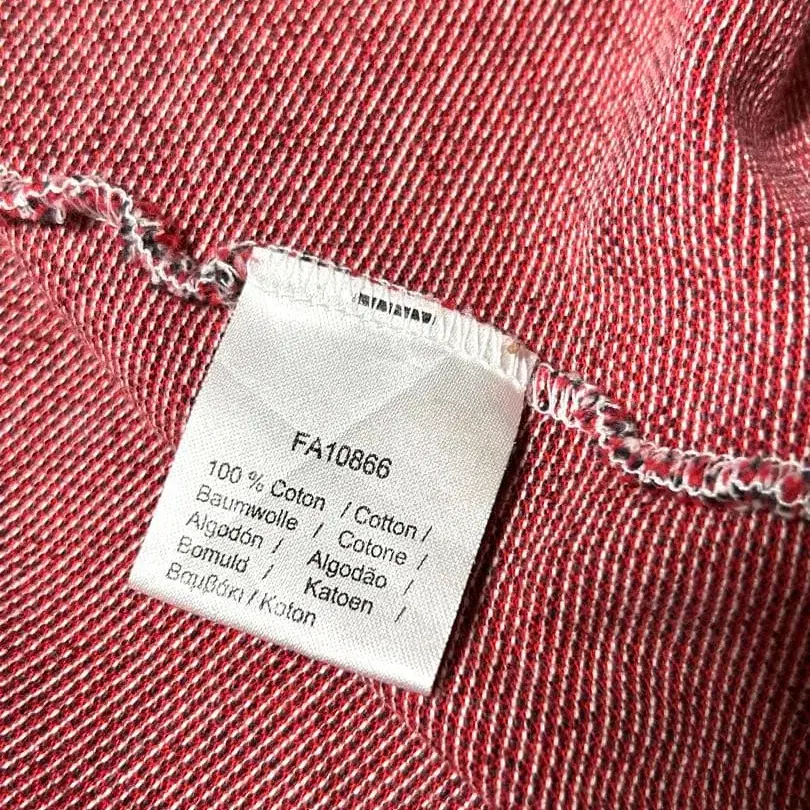 FA10866
100 % Coton / Cotton /
Baumwolle / Cotone /
Algodón / Algodão /
Bomuld / Katoen /
Βαμβάκι / Koton